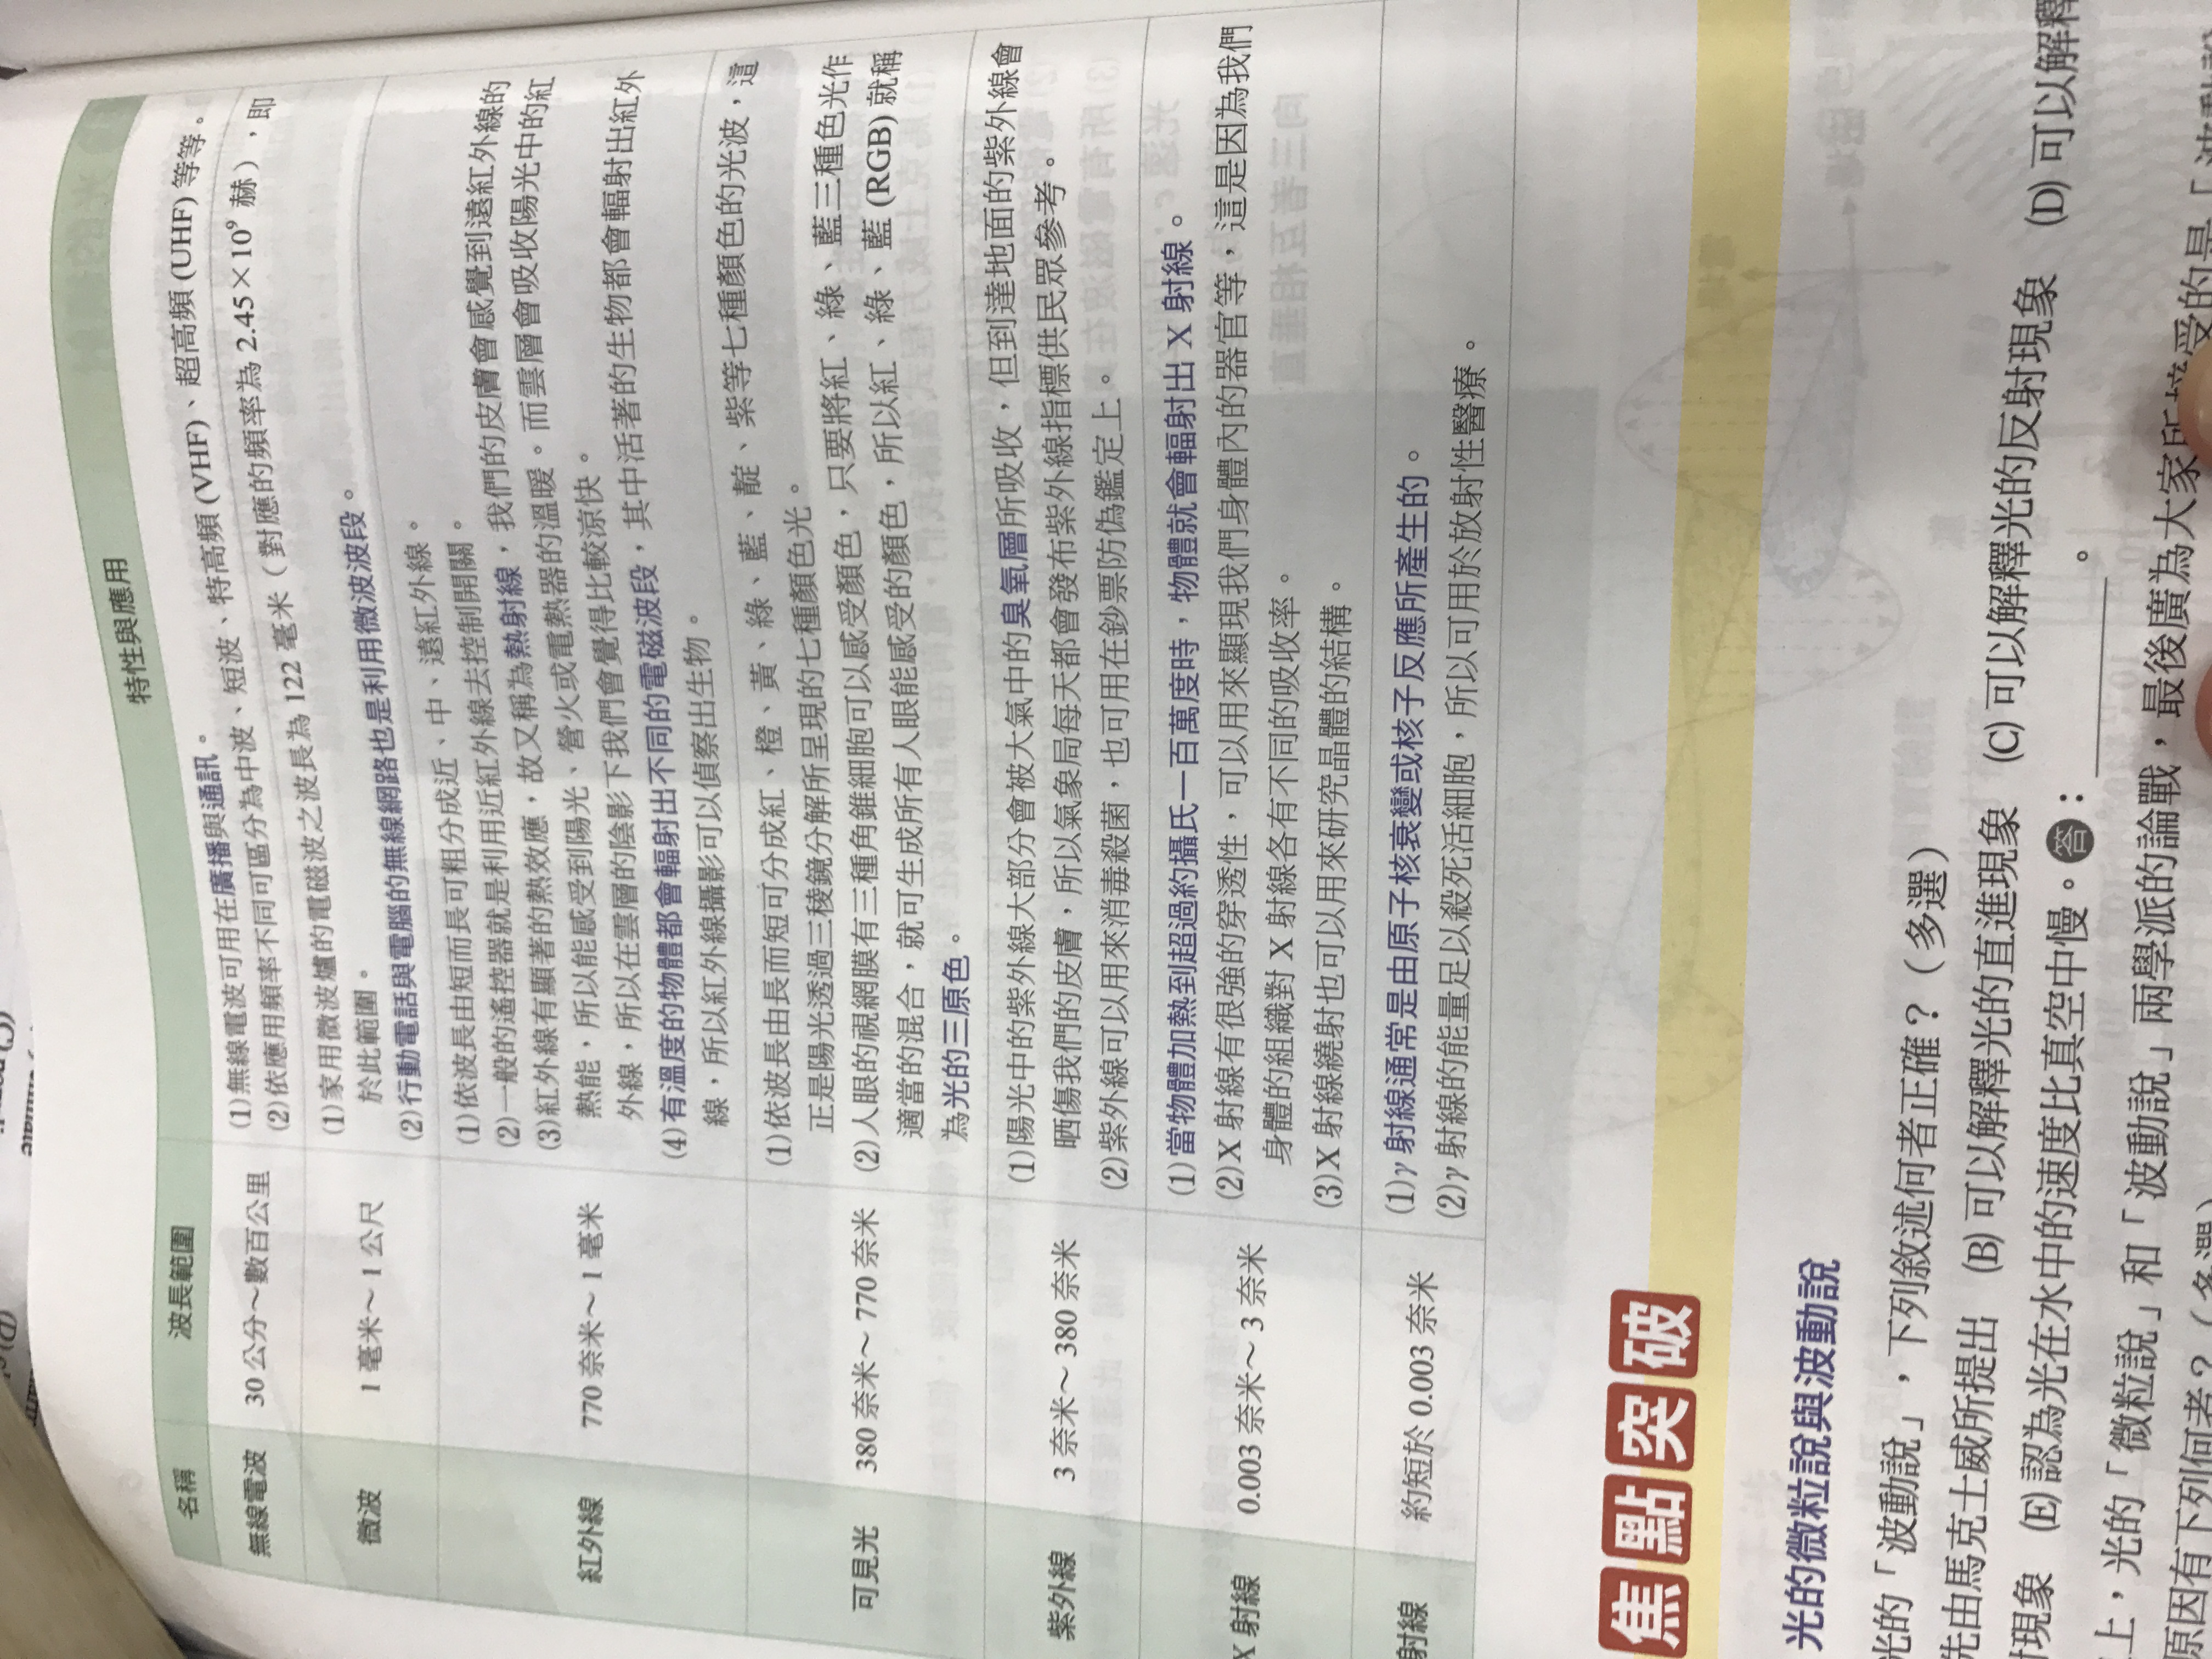 名稱 波長範圍 特性與應用
無線電波 30 公分～數百公里
(1)無線電波可用在廣播與通訊。
(2)依應用頻率不同可區分為中波、短波、特高頻 (VHF)、超高頻 (UHF) 等等。
微波 1 毫米～ 1 公尺
(1)家用微波爐的電磁波之波長為 122 毫米（對應的頻率為 2.45×10⁹ 赫），即
於此範圍。
(2)行動電話與電腦的無線網路也是利用微波波段。
紅外線 770 奈米～ 1 毫米
(1)依波長由短而長可粗分成近、中、遠紅外線。
(2)一般的遙控器就是利用近紅外線去控制開關。
(3)紅外線有顯著的熱效應，故又稱為熱射線，我們的皮膚會感覺到遠紅外線的
熱能，所以能感受到陽光、營火或電熱器的溫暖。而雲層會吸收陽光中的紅
外線，所以在雲層的陰影下我們會覺得比較涼快。
(4)有溫度的物體都會輻射出不同的電磁波段，其中活著的生物都會輻射出紅外
線，所以紅外線攝影可以偵察出生物。
可見光 380 奈米～ 770 奈米
(1)依波長由長而短可分成紅、橙、黃、綠、藍、靛、紫等七種顏色的光波，這
正是陽光透過三稜鏡分解所呈現的七種顏色光。
(2)人眼的視網膜有三種角錐細胞可以感受顏色，只要將紅、綠、藍三種色光作
適當的混合，就可生成所有人眼能感受的顏色，所以紅、綠、藍 (RGB) 就稱
為光的三原色。
紫外線 3 奈米～ 380 奈米
(1)陽光中的紫外線大部分會被大氣中的臭氧層所吸收，但到達地面的紫外線會
晒傷我們的皮膚，所以氣象局每天都會發布紫外線指標供民眾參考。
(2)紫外線可以用來消毒殺菌，也可用在鈔票防偽鑑定上。
X 射線 0.003 奈米～ 3 奈米
(1)當物體加熱到超過約攝氏一百萬度時，物體就會輻射出 X 射線。
(2)X 射線有很強的穿透性，可以用來顯現我們身體內的器官等，這是因為我們
身體的組織對 X 射線各有不同的吸收率。
(3)X 射線繞射也可以用來研究晶體的結構。
射線 約短於 0.003 奈米
(1)γ 射線通常是由原子核衰變或核子反應所產生的。
(2)γ 射線的能量足以殺死活細胞，所以可用於放射性醫療。
焦點突破
光的微粒說與波動說
光的「波動說」，下列敘述何者正確？（多選）
先由馬克士威所提出 (B) 可以解釋光的直進現象 (C) 可以解釋光的反射現象 (D) 可以解釋
射現象 (E) 認為光在水中的速度比真空中慢。答：＿＿＿＿。
上，光的「微粒說」和「波動說」兩學派的論戰，最後廣為大家所接受的是「波動說
原因有下列何者？（多選）